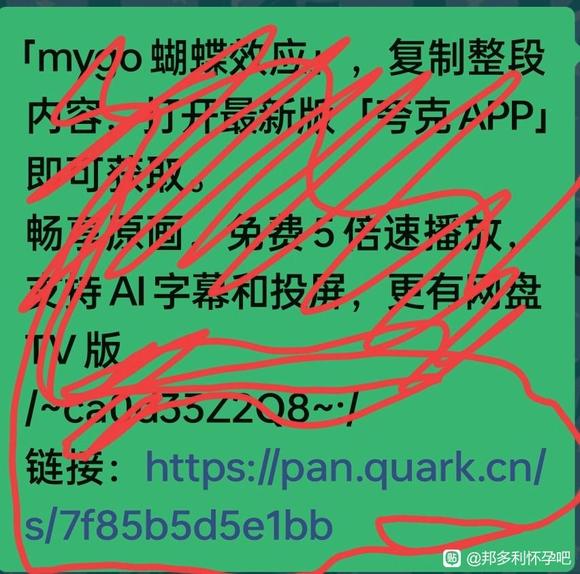 「mygo 蝴蝶效应」，复制整段
内容，打开最新版「夸克 APP」
即可获取。
畅享原画，免费 5 倍速播放，
支持 AI 字幕和投屏，更有网盘
TV 版
/~ca0d35Z2Q8~:/
链接：https://pan.quark.cn/
s/7f85b5d5e1bb
贴 @邦多利怀孕吧